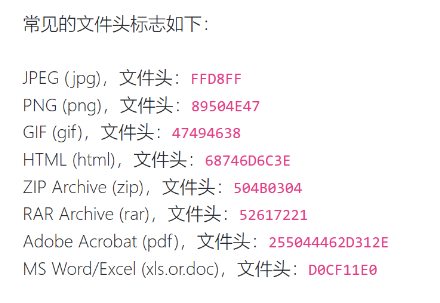 常见的文件头标志如下：
JPEG (jpg)，文件头：FFD8FF
PNG (png)，文件头：89504E47
GIF (gif)，文件头：47494638
HTML (html)，文件头：68746D6C3E
ZIP Archive (zip)，文件头：504B0304
RAR Archive (rar)，文件头：52617221
Adobe Acrobat (pdf)，文件头：255044462D312E
MS Word/Excel (xls.or.doc)，文件头：D0CF11E0